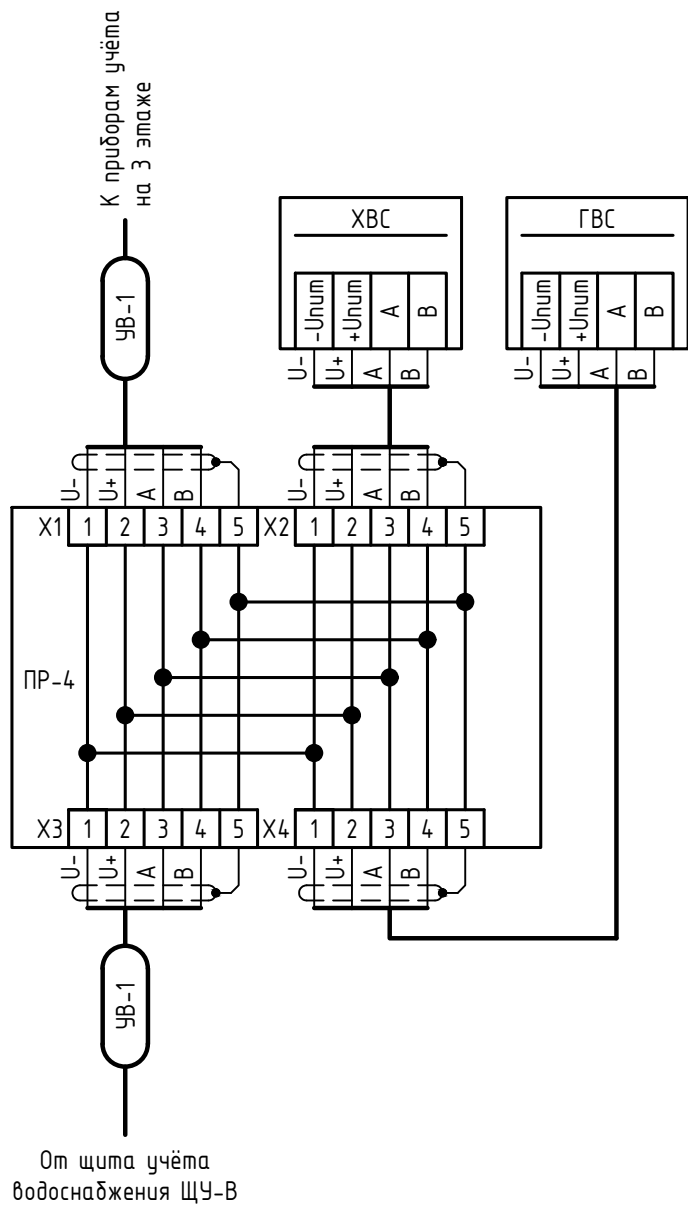 К приборам учёта
на 3 этаже
УВ-1
ХВС
-Uпит
+Uпит
A
B
U-
U+
A
B
ГВС
-Uпит
+Uпит
A
B
U-
U+
A
B
U-
U+
A
B
U-
U+
A
B
X1 1 2 3 4 5
X2 1 2 3 4 5
ПР-4
X3 1 2 3 4 5
X4 1 2 3 4 5
U-
U+
A
B
U-
U+
A
B
УВ-1
От щита учёта
водоснабжения ЩУ-В